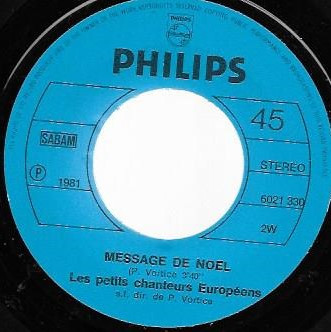 PHILIPS
45
SABAM
STEREO
P 1981
6021 330
2W
MESSAGE DE NOEL
(P. Vortice 3'40")
Les petits chanteurs Européens
s.l. dir. de P. Vortice